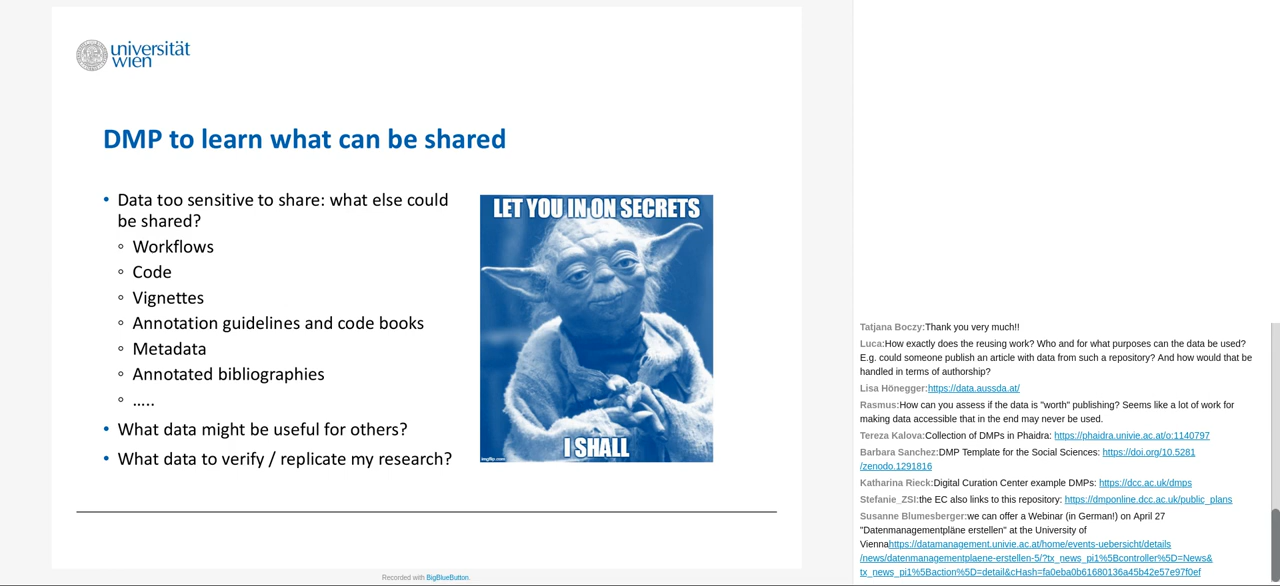 universität
wien
DMP to learn what can be shared
• Data too sensitive to share: what else could
be shared?
◦ Workflows
◦ Code
◦ Vignettes
◦ Annotation guidelines and code books
◦ Metadata
◦ Annotated bibliographies
◦ .....
• What data might be useful for others?
• What data to verify / replicate my research?
LET YOU IN ON SECRETS
I SHALL
imgflip.com
Recorded with BigBlueButton.
Tatjana Boczy:Thank you very much!!
Luca:How exactly does the reusing work? Who and for what purposes can the data be used?
E.g. could someone publish an article with data from such a repository? And how would that be
handled in terms of authorship?
Lisa Hönegger:https://data.aussda.at/
Rasmus:How can you assess if the data is "worth" publishing? Seems like a lot of work for
making data accessible that in the end may never be used.
Tereza Kalova:Collection of DMPs in Phaidra: https://phaidra.univie.ac.at/o:1140797
Barbara Sanchez:DMP Template for the Social Sciences: https://doi.org/10.5281
/zenodo.1291816
Katharina Rieck:Digital Curation Center example DMPs: https://dcc.ac.uk/dmps
Stefanie_ZSI:the EC also links to this repository: https://dmponline.dcc.ac.uk/public_plans
Susanne Blumesberger:we can offer a Webinar (in German!) on April 27
"Datenmanagementpläne erstellen" at the University of
Viennahttps://datamanagement.univie.ac.at/home/events-uebersicht/details
/news/datenmanagementplaene-erstellen-5/?tx_news_pi1%5Bcontroller%5D=News&
tx_news_pi1%5Baction%5D=detail&cHash=fa0eba0b61680136a45b42e57e97f0ef